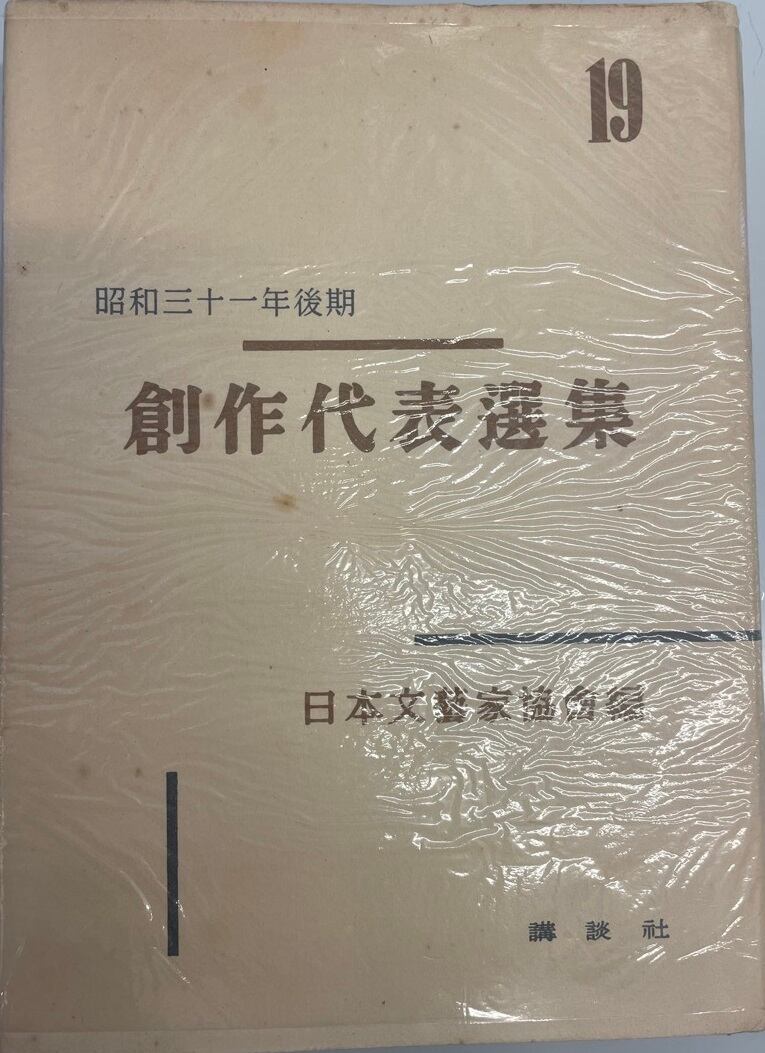 19
昭和三十一年後期
創作代表選集
日本文藝家協會編
講談社